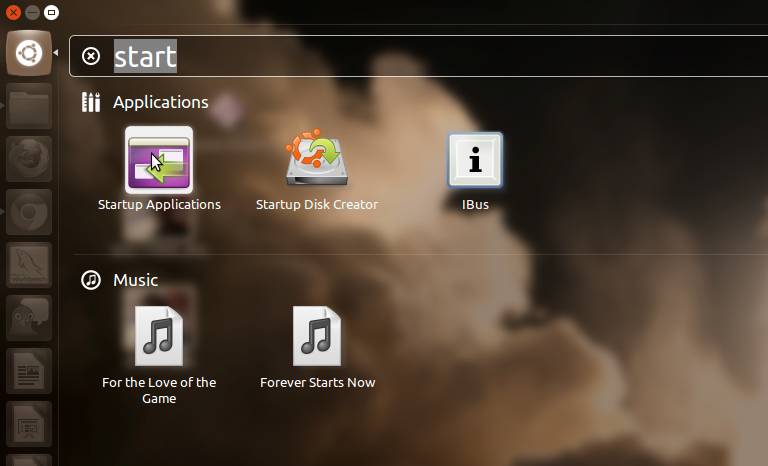 start
Applications
Startup Applications
Startup Disk Creator
IBus
Music
For the Love of the
Game
Forever Starts Now